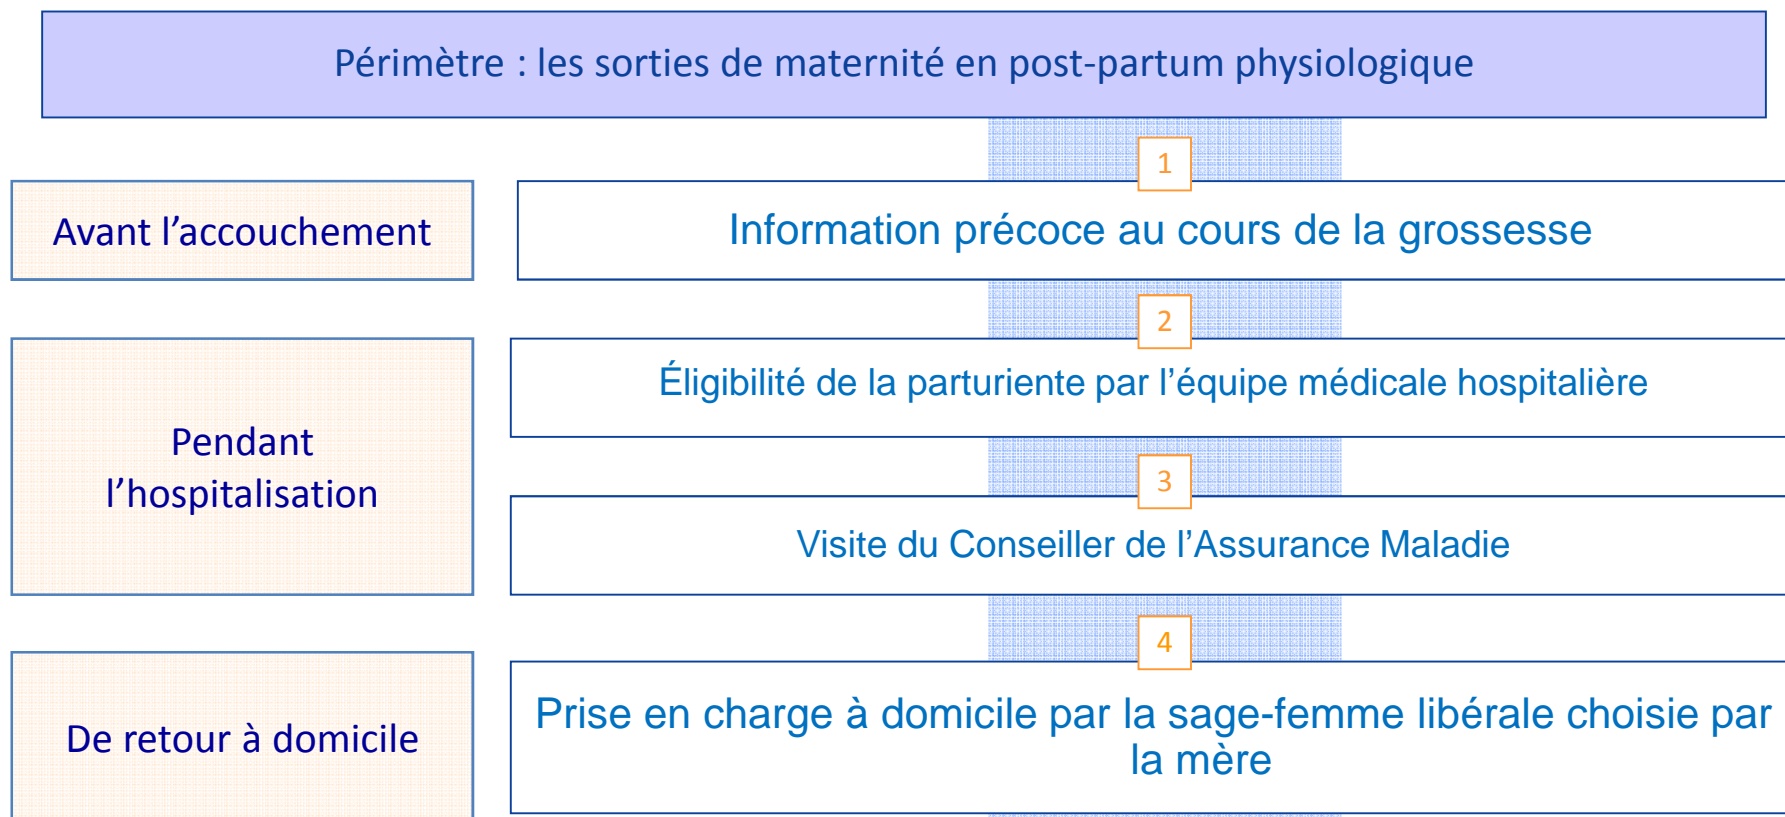 Périmètre : les sorties de maternité en post-partum physiologique
1
Avant l’accouchement
Information précoce au cours de la grossesse
2
Pendant
l’hospitalisation
Éligibilité de la parturiente par l’équipe médicale hospitalière
3
Visite du Conseiller de l’Assurance Maladie
4
De retour à domicile
Prise en charge à domicile par la sage-femme libérale choisie par
la mère